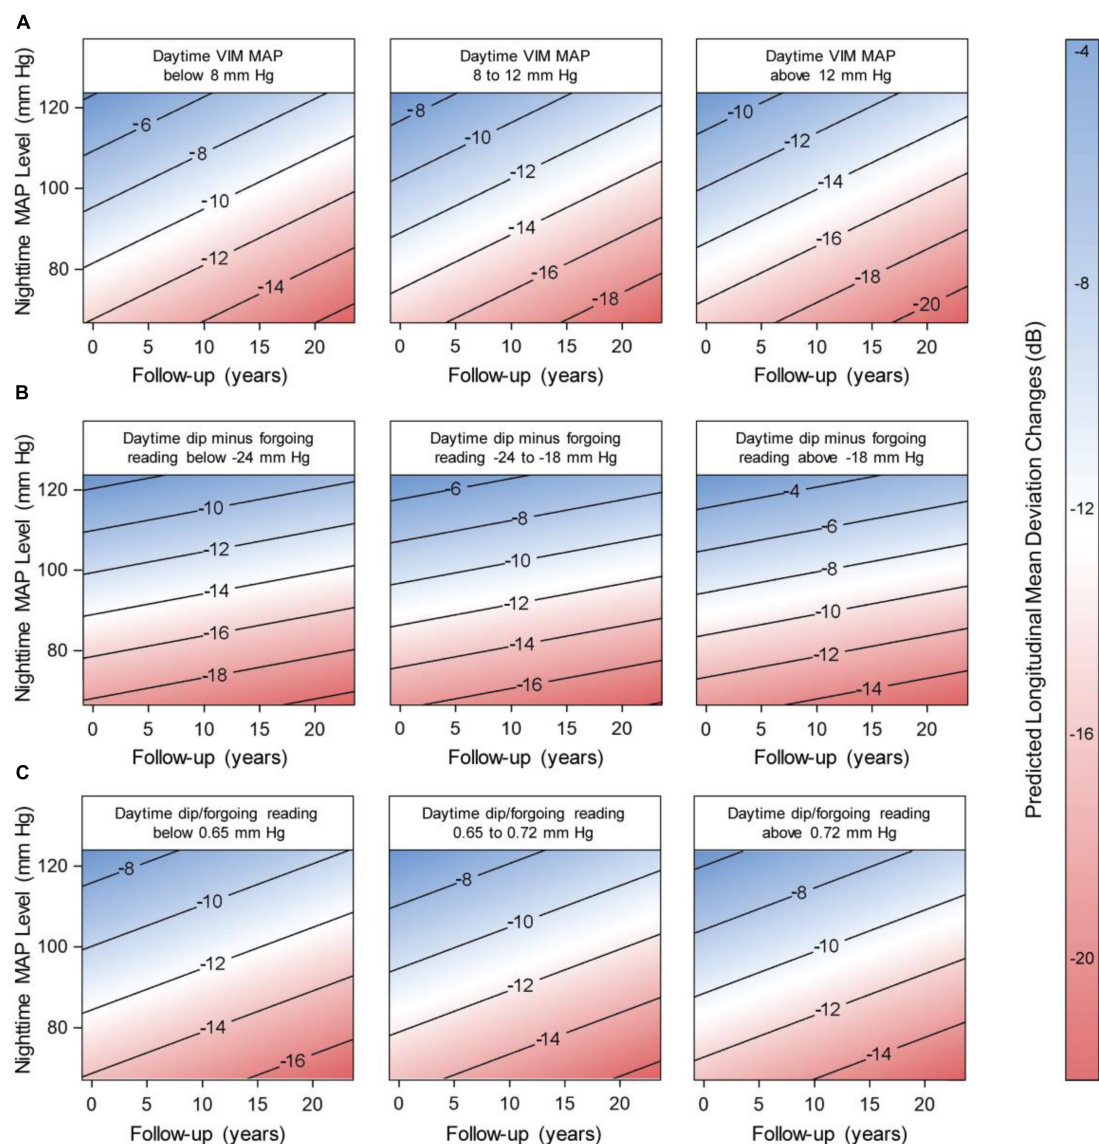 A
Daytime VIM MAP
below 8 mm Hg
Daytime VIM MAP
8 to 12 mm Hg
Daytime VIM MAP
above 12 mm Hg
Nighttime MAP Level (mm Hg)
120
100
80
-6
-8
-10
-12
-14
-8
-10
-12
-14
-16
-18
-10
-12
-14
-16
-18
-20
0 5 10 15 20
0 5 10 15 20
0 5 10 15 20
Follow-up (years)
Follow-up (years)
Follow-up (years)
B
Daytime dip minus forgoing
reading below -24 mm Hg
Daytime dip minus forgoing
reading -24 to -18 mm Hg
Daytime dip minus forgoing
reading above -18 mm Hg
Nighttime MAP Level (mm Hg)
120
100
80
-10
-12
-14
-16
-18
-6
-8
-10
-12
-14
-16
-4
-6
-8
-10
-12
-14
0 5 10 15 20
0 5 10 15 20
0 5 10 15 20
Follow-up (years)
Follow-up (years)
Follow-up (years)
C
Daytime dip/forgoing reading
below 0.65 mm Hg
Daytime dip/forgoing reading
0.65 to 0.72 mm Hg
Daytime dip/forgoing reading
above 0.72 mm Hg
Nighttime MAP Level (mm Hg)
120
100
80
-8
-10
-12
-14
-16
-8
-10
-12
-14
-8
-10
-12
-14
0 5 10 15 20
0 5 10 15 20
0 5 10 15 20
Follow-up (years)
Follow-up (years)
Follow-up (years)
Predicted Longitudinal Mean Deviation Changes (dB)
-4
-8
-12
-16
-20